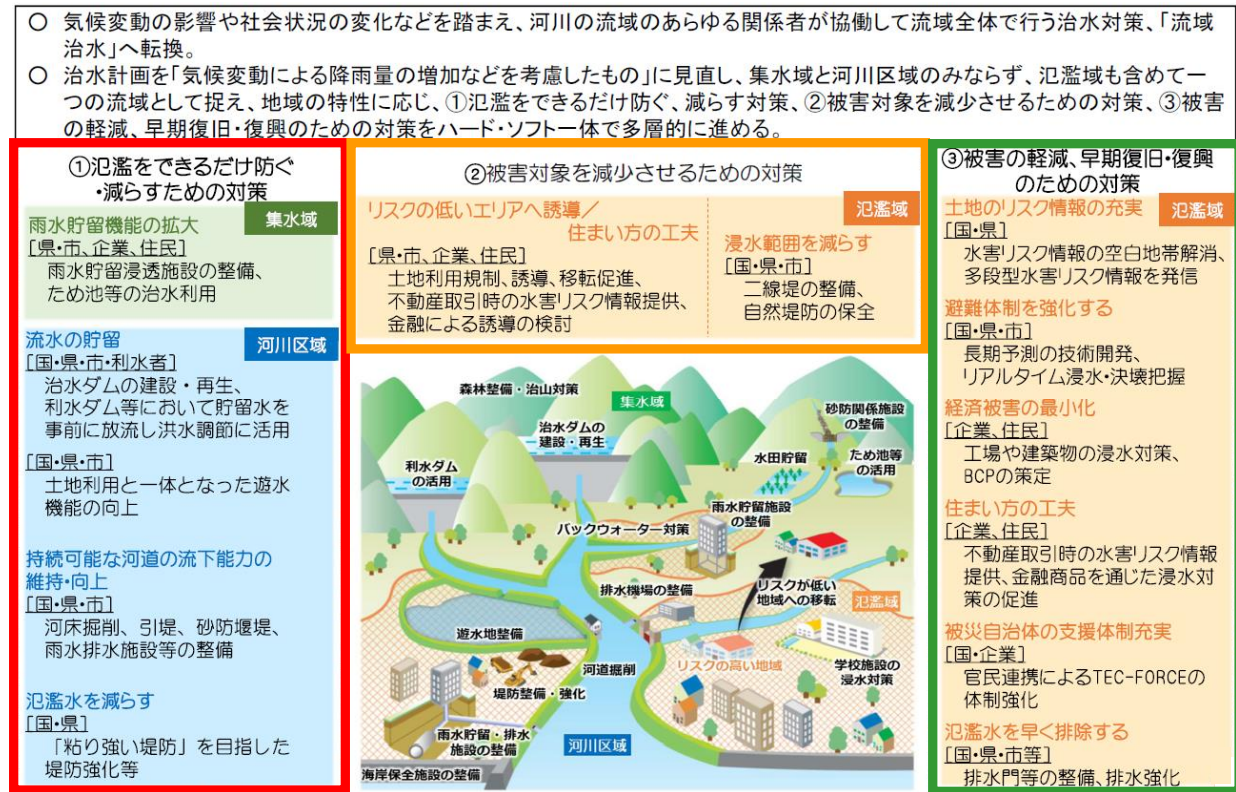 ○ 気候変動の影響や社会状況の変化などを踏まえ、河川の流域のあらゆる関係者が協働して流域全体で行う治水対策、「流域
治水」へ転換。
○ 治水計画を「気候変動による降雨量の増加などを考慮したもの」に見直し、集水域と河川区域のみならず、氾濫域も含めて一
つの流域として捉え、地域の特性に応じ、①氾濫をできるだけ防ぐ、減らす対策、②被害対象を減少させるための対策、③被害
の軽減、早期復旧・復興のための対策をハード・ソフト一体で多層的に進める。
①氾濫をできるだけ防ぐ
・減らすための対策
雨水貯留機能の拡大
集水域
[県・市、企業、住民]
雨水貯留浸透施設の整備、
ため池等の治水利用
流水の貯留
河川区域
[国・県・市・利水者]
治水ダムの建設・再生、
利水ダム等において貯留水を
事前に放流し洪水調節に活用
[国・県・市]
土地利用と一体となった遊水
機能の向上
持続可能な河道の流下能力の
維持・向上
[国・県・市]
河床掘削、引堤、砂防堰堤、
雨水排水施設等の整備
氾濫水を減らす
[国・県]
「粘り強い堤防」を目指した
堤防強化等
②被害対象を減少させるための対策
リスクの低いエリアへ誘導/
住まい方の工夫
[県・市、企業、住民]
土地利用規制、誘導、移転促進、
不動産取引時の水害リスク情報提供、
金融による誘導の検討
氾濫域
浸水範囲を減らす
[国・県・市]
二線堤の整備、
自然堤防の保全
森林整備・治山対策
集水域
治水ダムの
建設・再生
砂防関係施設
の整備
利水ダム
の活用
水田貯留
ため池等
の活用
雨水貯留施設
の整備
バックウォーター対策
排水機場の整備
リスクが低い
地域への移転
氾濫域
遊水地整備
河道掘削
リスクの高い地域
学校施設の
浸水対策
堤防整備・強化
雨水貯留・排水
施設の整備
河川区域
海岸保全施設の整備
③被害の軽減、早期復旧・復興
のための対策
土地のリスク情報の充実
氾濫域
[国・県]
水害リスク情報の空白地帯解消、
多段型水害リスク情報を発信
避難体制を強化する
[国・県・市]
長期予測の技術開発、
リアルタイム浸水・決壊把握
経済被害の最小化
[企業、住民]
工場や建築物の浸水対策、
BCPの策定
住まい方の工夫
[企業、住民]
不動産取引時の水害リスク情報
提供、金融商品を通じた浸水対
策の促進
被災自治体の支援体制充実
[国・企業]
官民連携によるTEC-FORCEの
体制強化
氾濫水を早く排除する
[国・県・市等]
排水門等の整備、排水強化